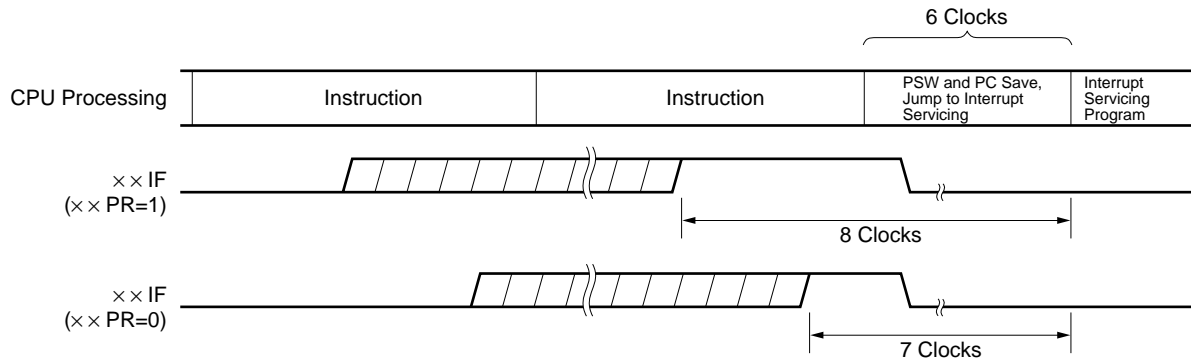 6 Clocks
CPU Processing
Instruction
Instruction
PSW and PC Save,
Jump to Interrupt
Servicing
Interrupt
Servicing
Program
×× IF
(×× PR=1)
8 Clocks
×× IF
(×× PR=0)
7 Clocks